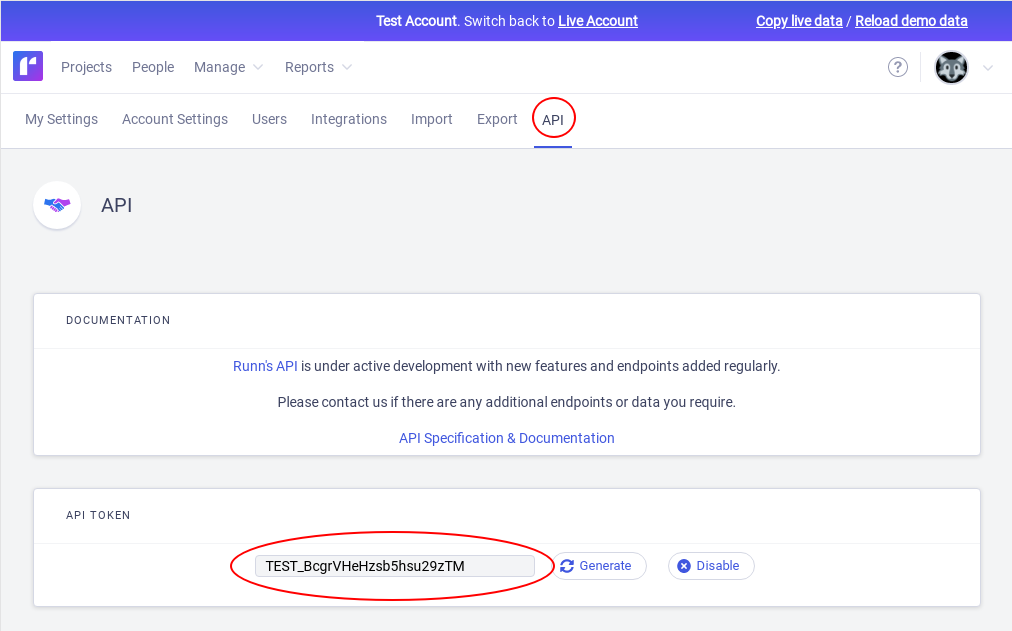 Test Account. Switch back to Live Account Copy live data / Reload demo data
Projects People Manage Reports ?
My Settings Account Settings Users Integrations Import Export API
API
DOCUMENTATION
Runn's API is under active development with new features and endpoints added regularly.
Please contact us if there are any additional endpoints or data you require.
API Specification & Documentation
API TOKEN
TEST_BcgrVHeHzsb5hsu29zTM Generate Disable